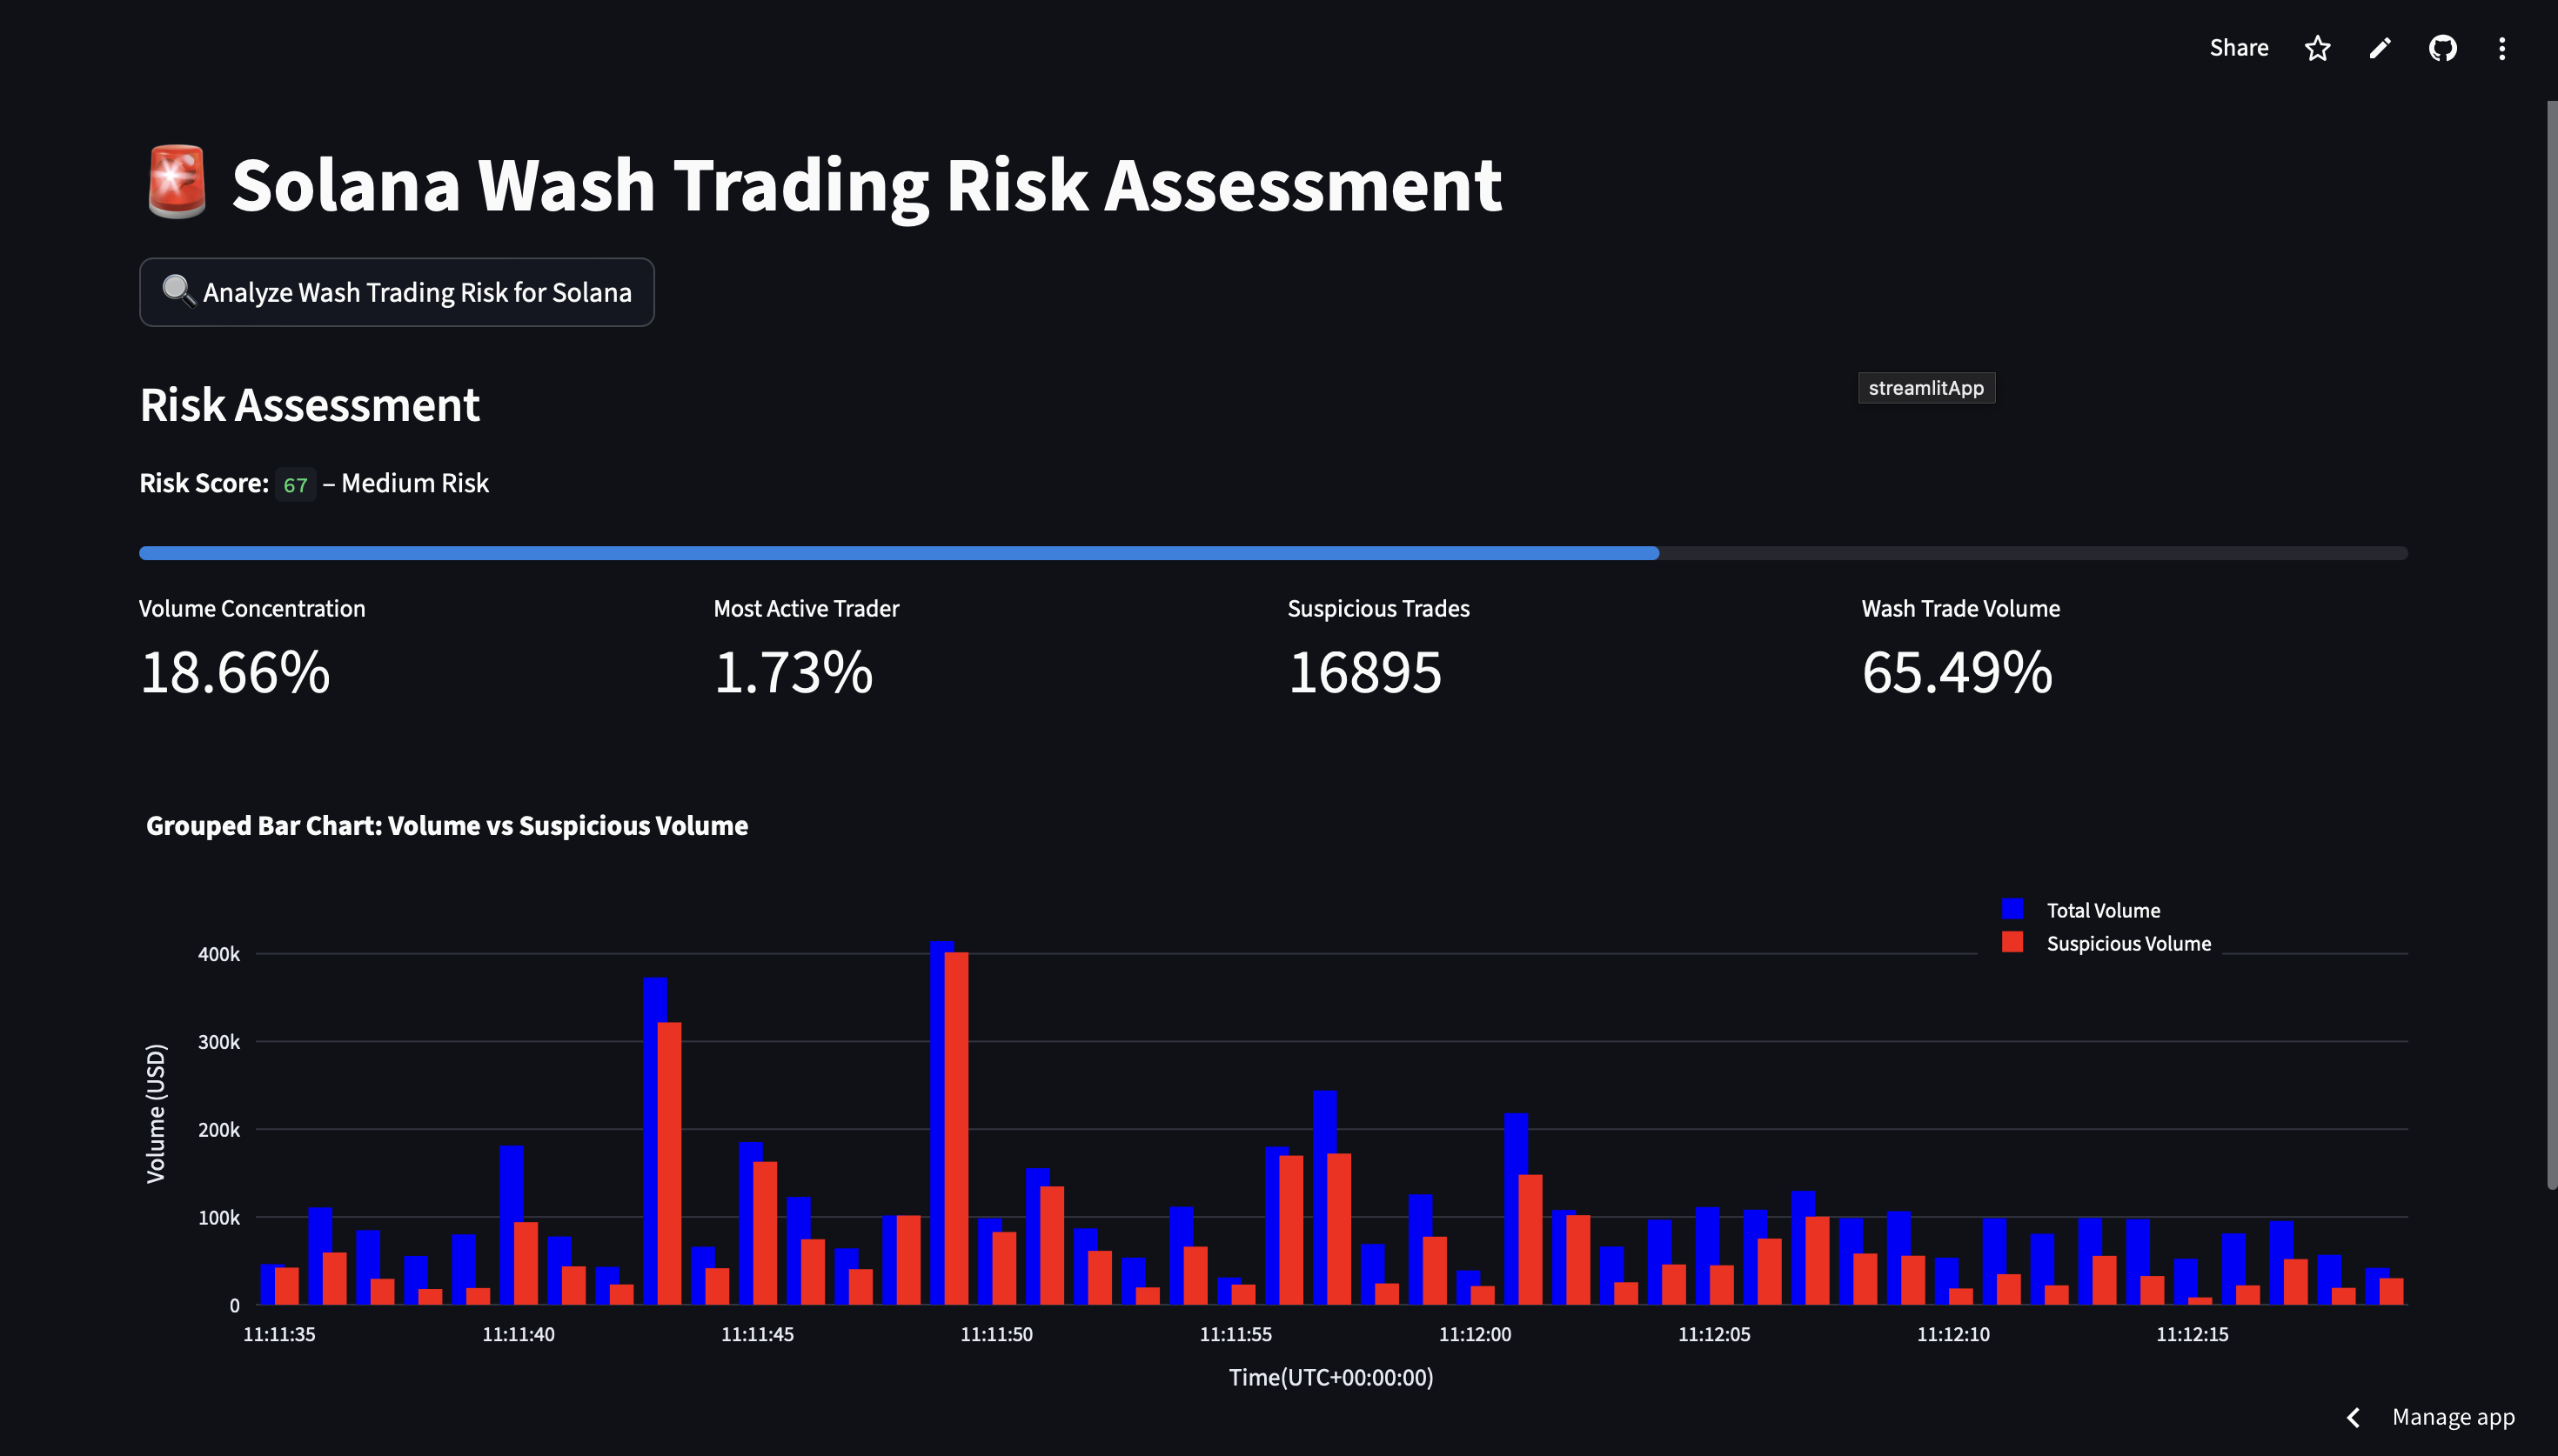 Share
Solana Wash Trading Risk Assessment
Analyze Wash Trading Risk for Solana
Risk Assessment
streamlitApp
Risk Score: 67 – Medium Risk
Volume Concentration
18.66%
Most Active Trader
1.73%
Suspicious Trades
16895
Wash Trade Volume
65.49%
Grouped Bar Chart: Volume vs Suspicious Volume
Total Volume
Suspicious Volume
Volume (USD)
400k
300k
200k
100k
0
11:11:35 11:11:40 11:11:45 11:11:50 11:11:55 11:12:00 11:12:05 11:12:10 11:12:15
Time(UTC+00:00:00)
Manage app